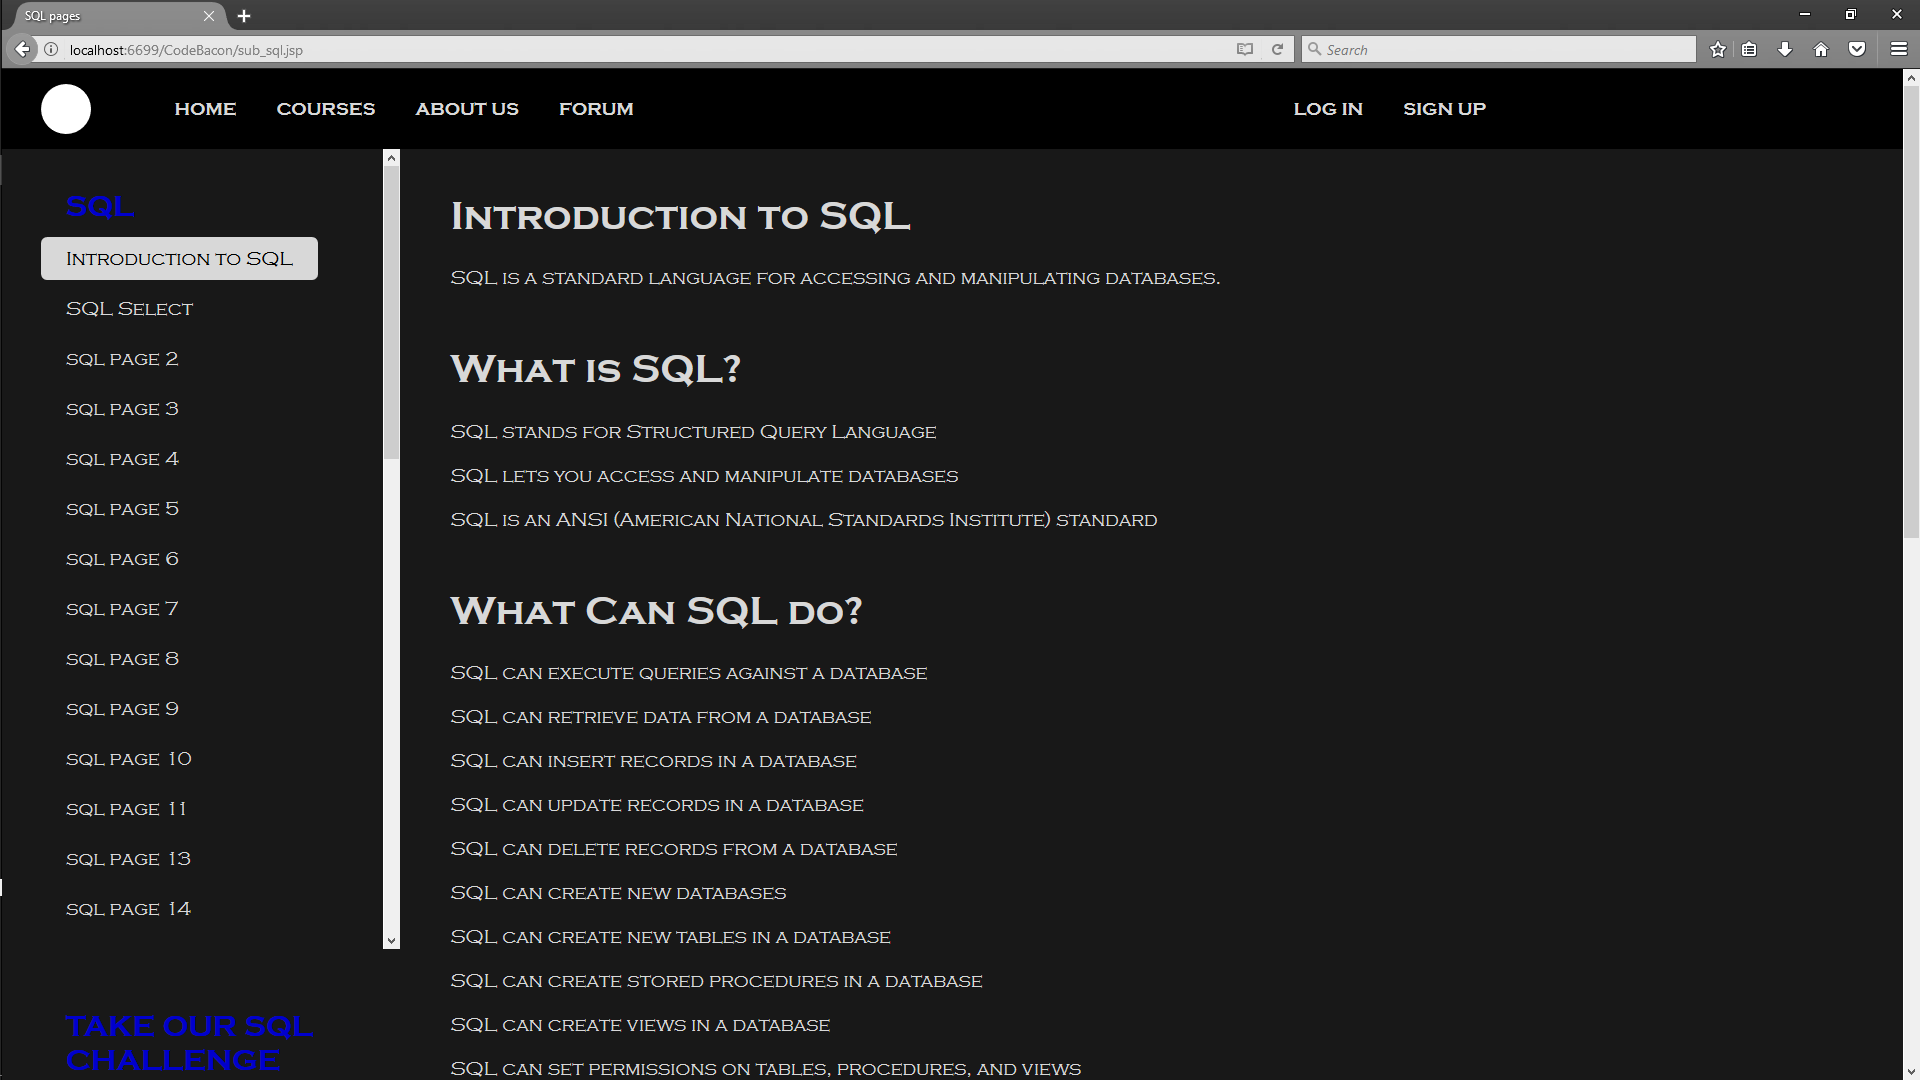 SQL pages
localhost:6699/CodeBacon/sub_sql.jsp
Search
HOME COURSES ABOUT US FORUM LOG IN SIGN UP
SQL
Introduction to SQL
SQL Select
sql page 2
sql page 3
sql page 4
sql page 5
sql page 6
sql page 7
sql page 8
sql page 9
sql page 10
sql page 11
sql page 13
sql page 14
TAKE OUR SQL
CHALLENGE
Introduction to SQL
SQL is a standard language for accessing and manipulating databases.
What is SQL?
SQL stands for Structured Query Language
SQL lets you access and manipulate databases
SQL is an ANSI (American National Standards Institute) standard
What Can SQL do?
SQL can execute queries against a database
SQL can retrieve data from a database
SQL can insert records in a database
SQL can update records in a database
SQL can delete records from a database
SQL can create new databases
SQL can create new tables in a database
SQL can create stored procedures in a database
SQL can create views in a database
SQL can set permissions on tables, procedures, and views